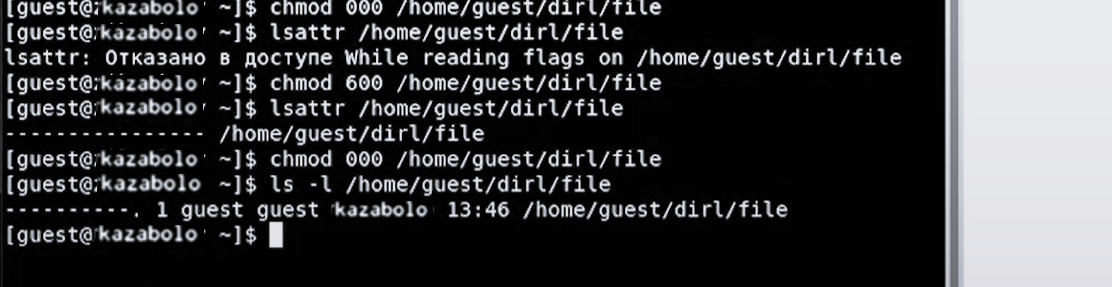 [guest@kazabolo ~]$ chmod 000 /home/guest/dirl/file
[guest@kazabolo ~]$ lsattr /home/guest/dirl/file
lsattr: Отказано в доступе While reading flags on /home/guest/dirl/file
[guest@kazabolo ~]$ chmod 600 /home/guest/dirl/file
[guest@kazabolo ~]$ lsattr /home/guest/dirl/file
---------------- /home/guest/dirl/file
[guest@kazabolo ~]$ chmod 000 /home/guest/dirl/file
[guest@kazabolo ~]$ ls -l /home/guest/dirl/file
----------. 1 guest guest kazabolo 13:46 /home/guest/dirl/file
[guest@kazabolo ~]$